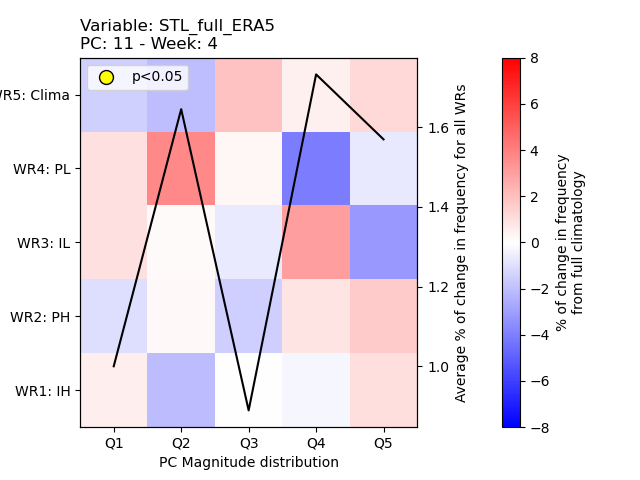 Variable: STL_full_ERA5
PC: 11 - Week: 4
p<0.05
WR5: Clima
WR4: PL
WR3: IL
WR2: PH
WR1: IH
Q1 Q2 Q3 Q4 Q5
PC Magnitude distribution
1.6
1.4
1.2
1.0
Average % of change in frequency for all WRs
8
6
4
2
0
−2
−4
−6
−8
% of change in frequency
from full climatology